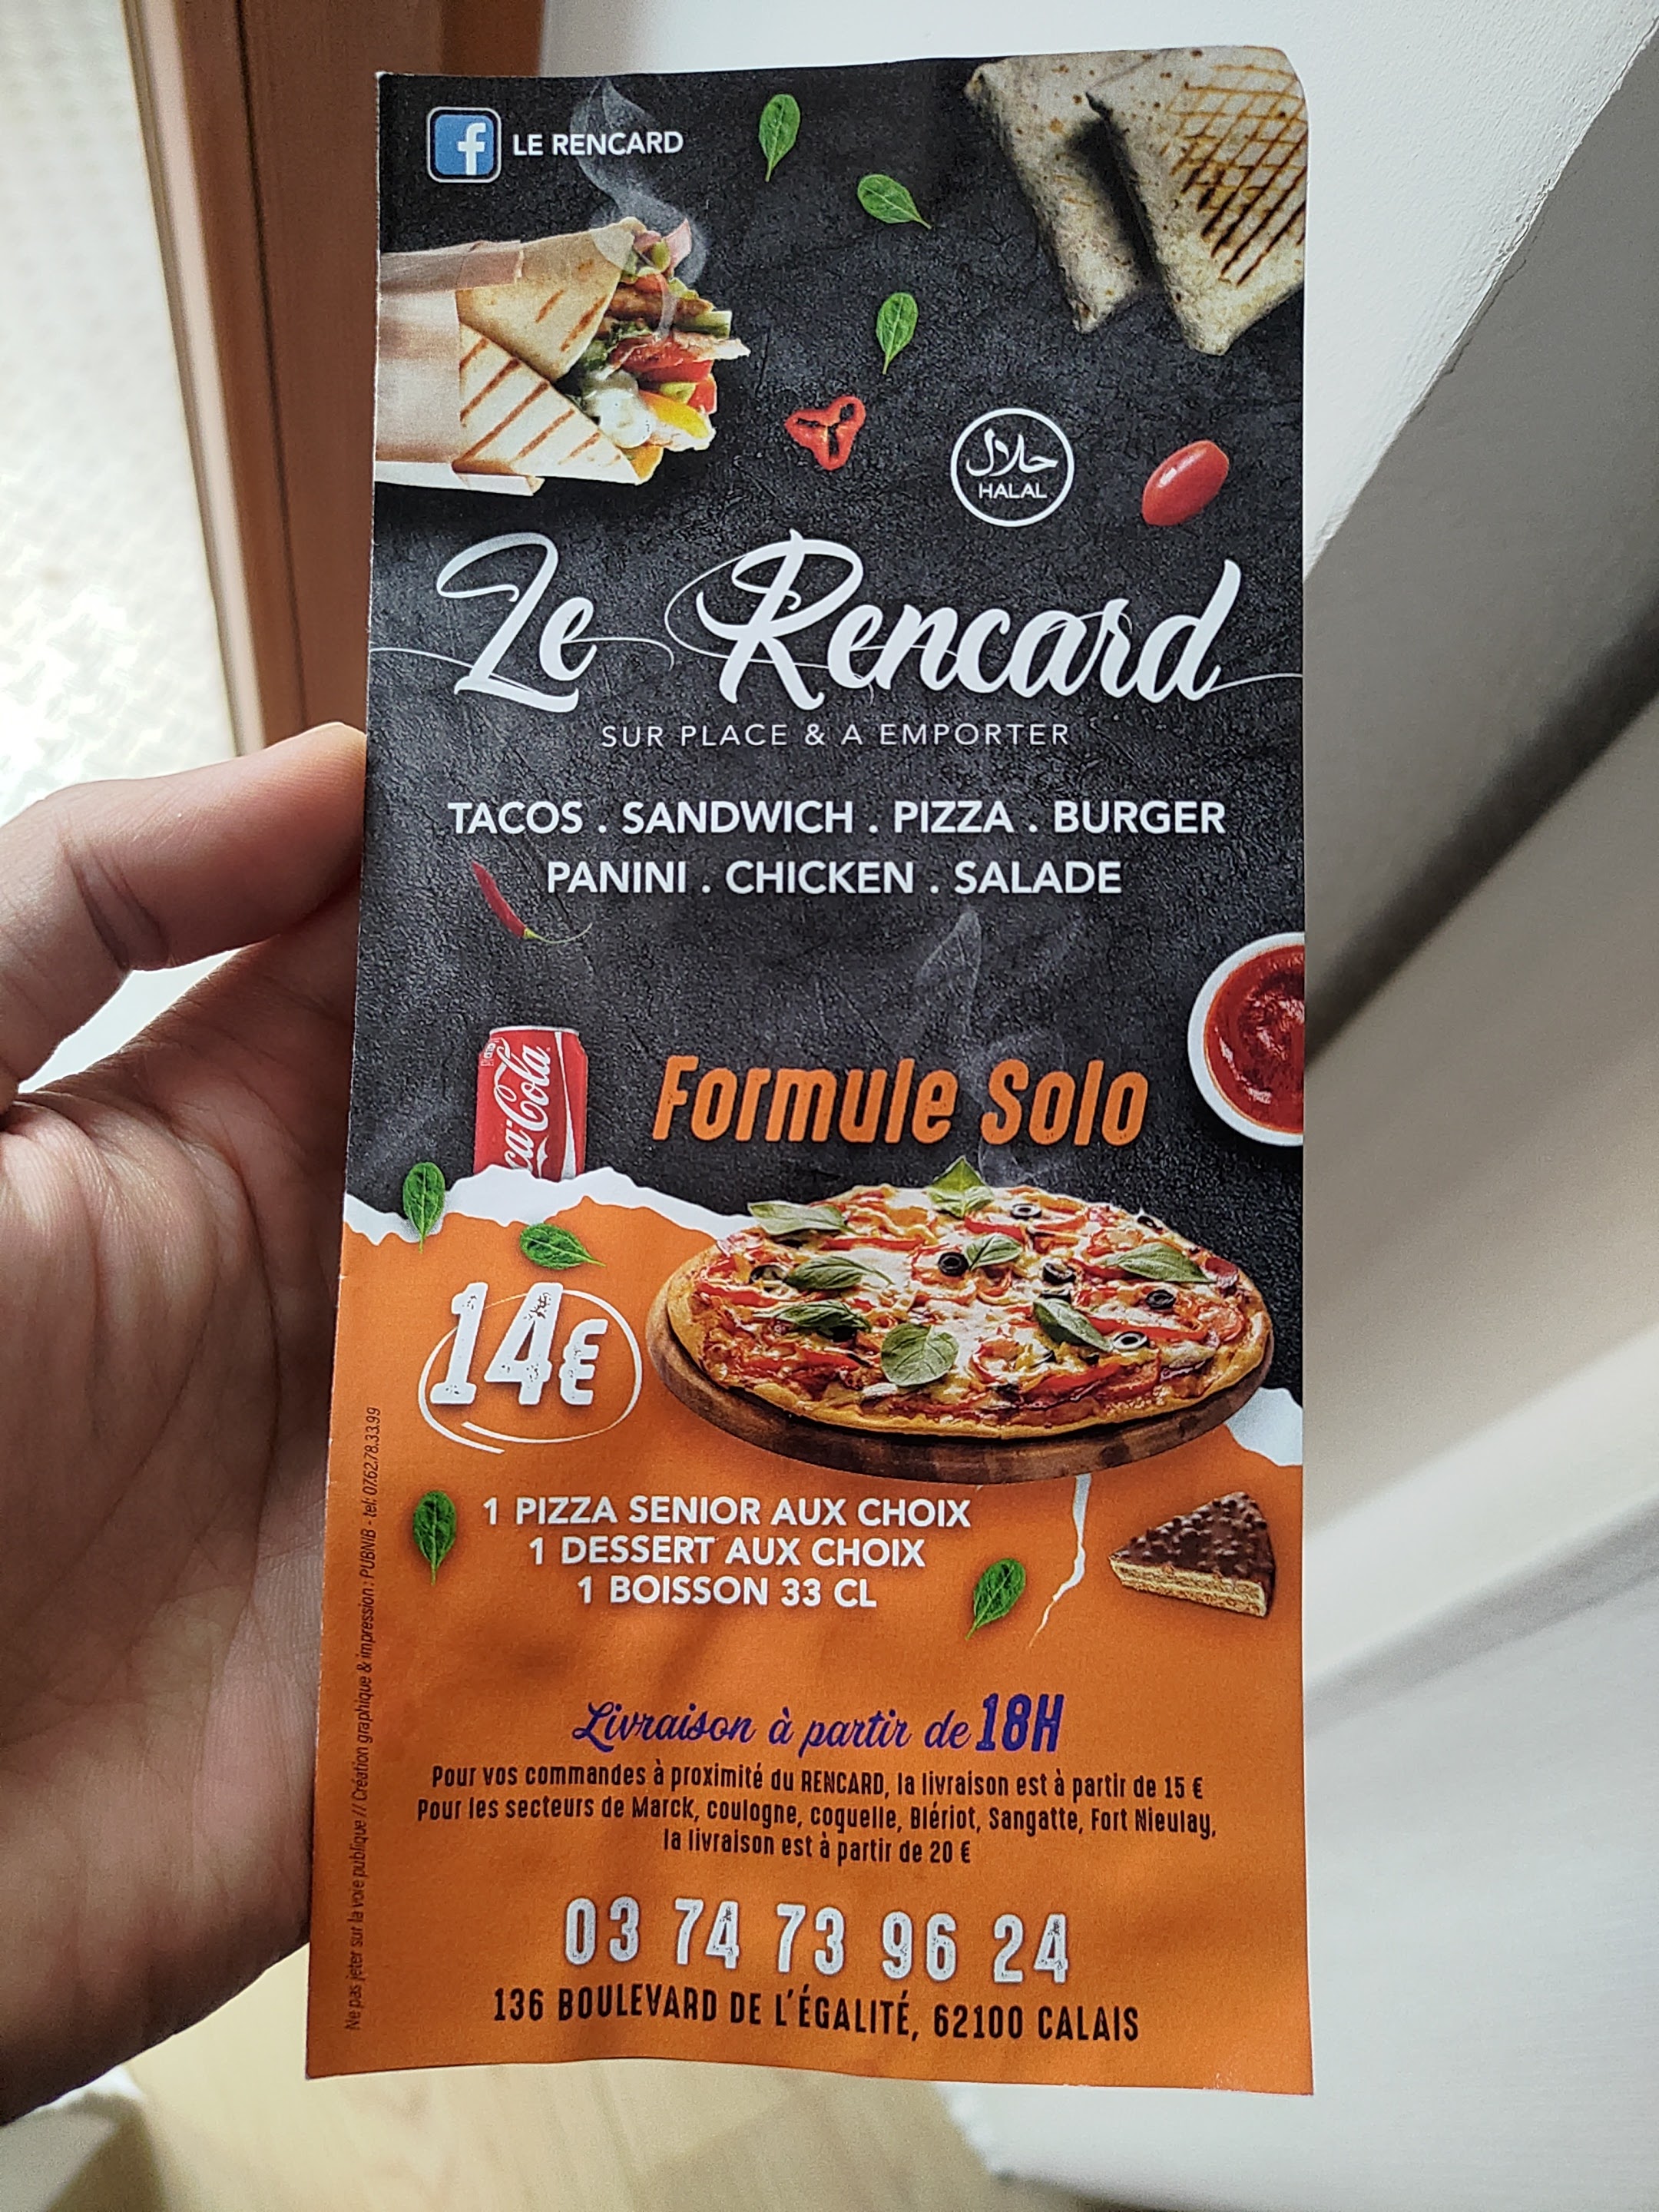 LE RENCARD
حلال
HALAL
Le Rencard
SUR PLACE & A EMPORTER
TACOS . SANDWICH . PIZZA . BURGER
PANINI . CHICKEN . SALADE
ca-Cola
Formule Solo
14€
1 PIZZA SENIOR AUX CHOIX
1 DESSERT AUX CHOIX
1 BOISSON 33 CL
Livraison à partir de 18H
Pour vos commandes à proximité du RENCARD, la livraison est à partir de 15 €
Pour les secteurs de Marck, coulogne, coquelle, Blériot, Sangatte, Fort Nieulay,
la livraison est à partir de 20 €
03 74 73 96 24
136 BOULEVARD DE L'ÉGALITÉ, 62100 CALAIS
Ne pas jeter sur la voie publique // Création graphique & impression : PUBNIB - tel: 07.62.78.33.99